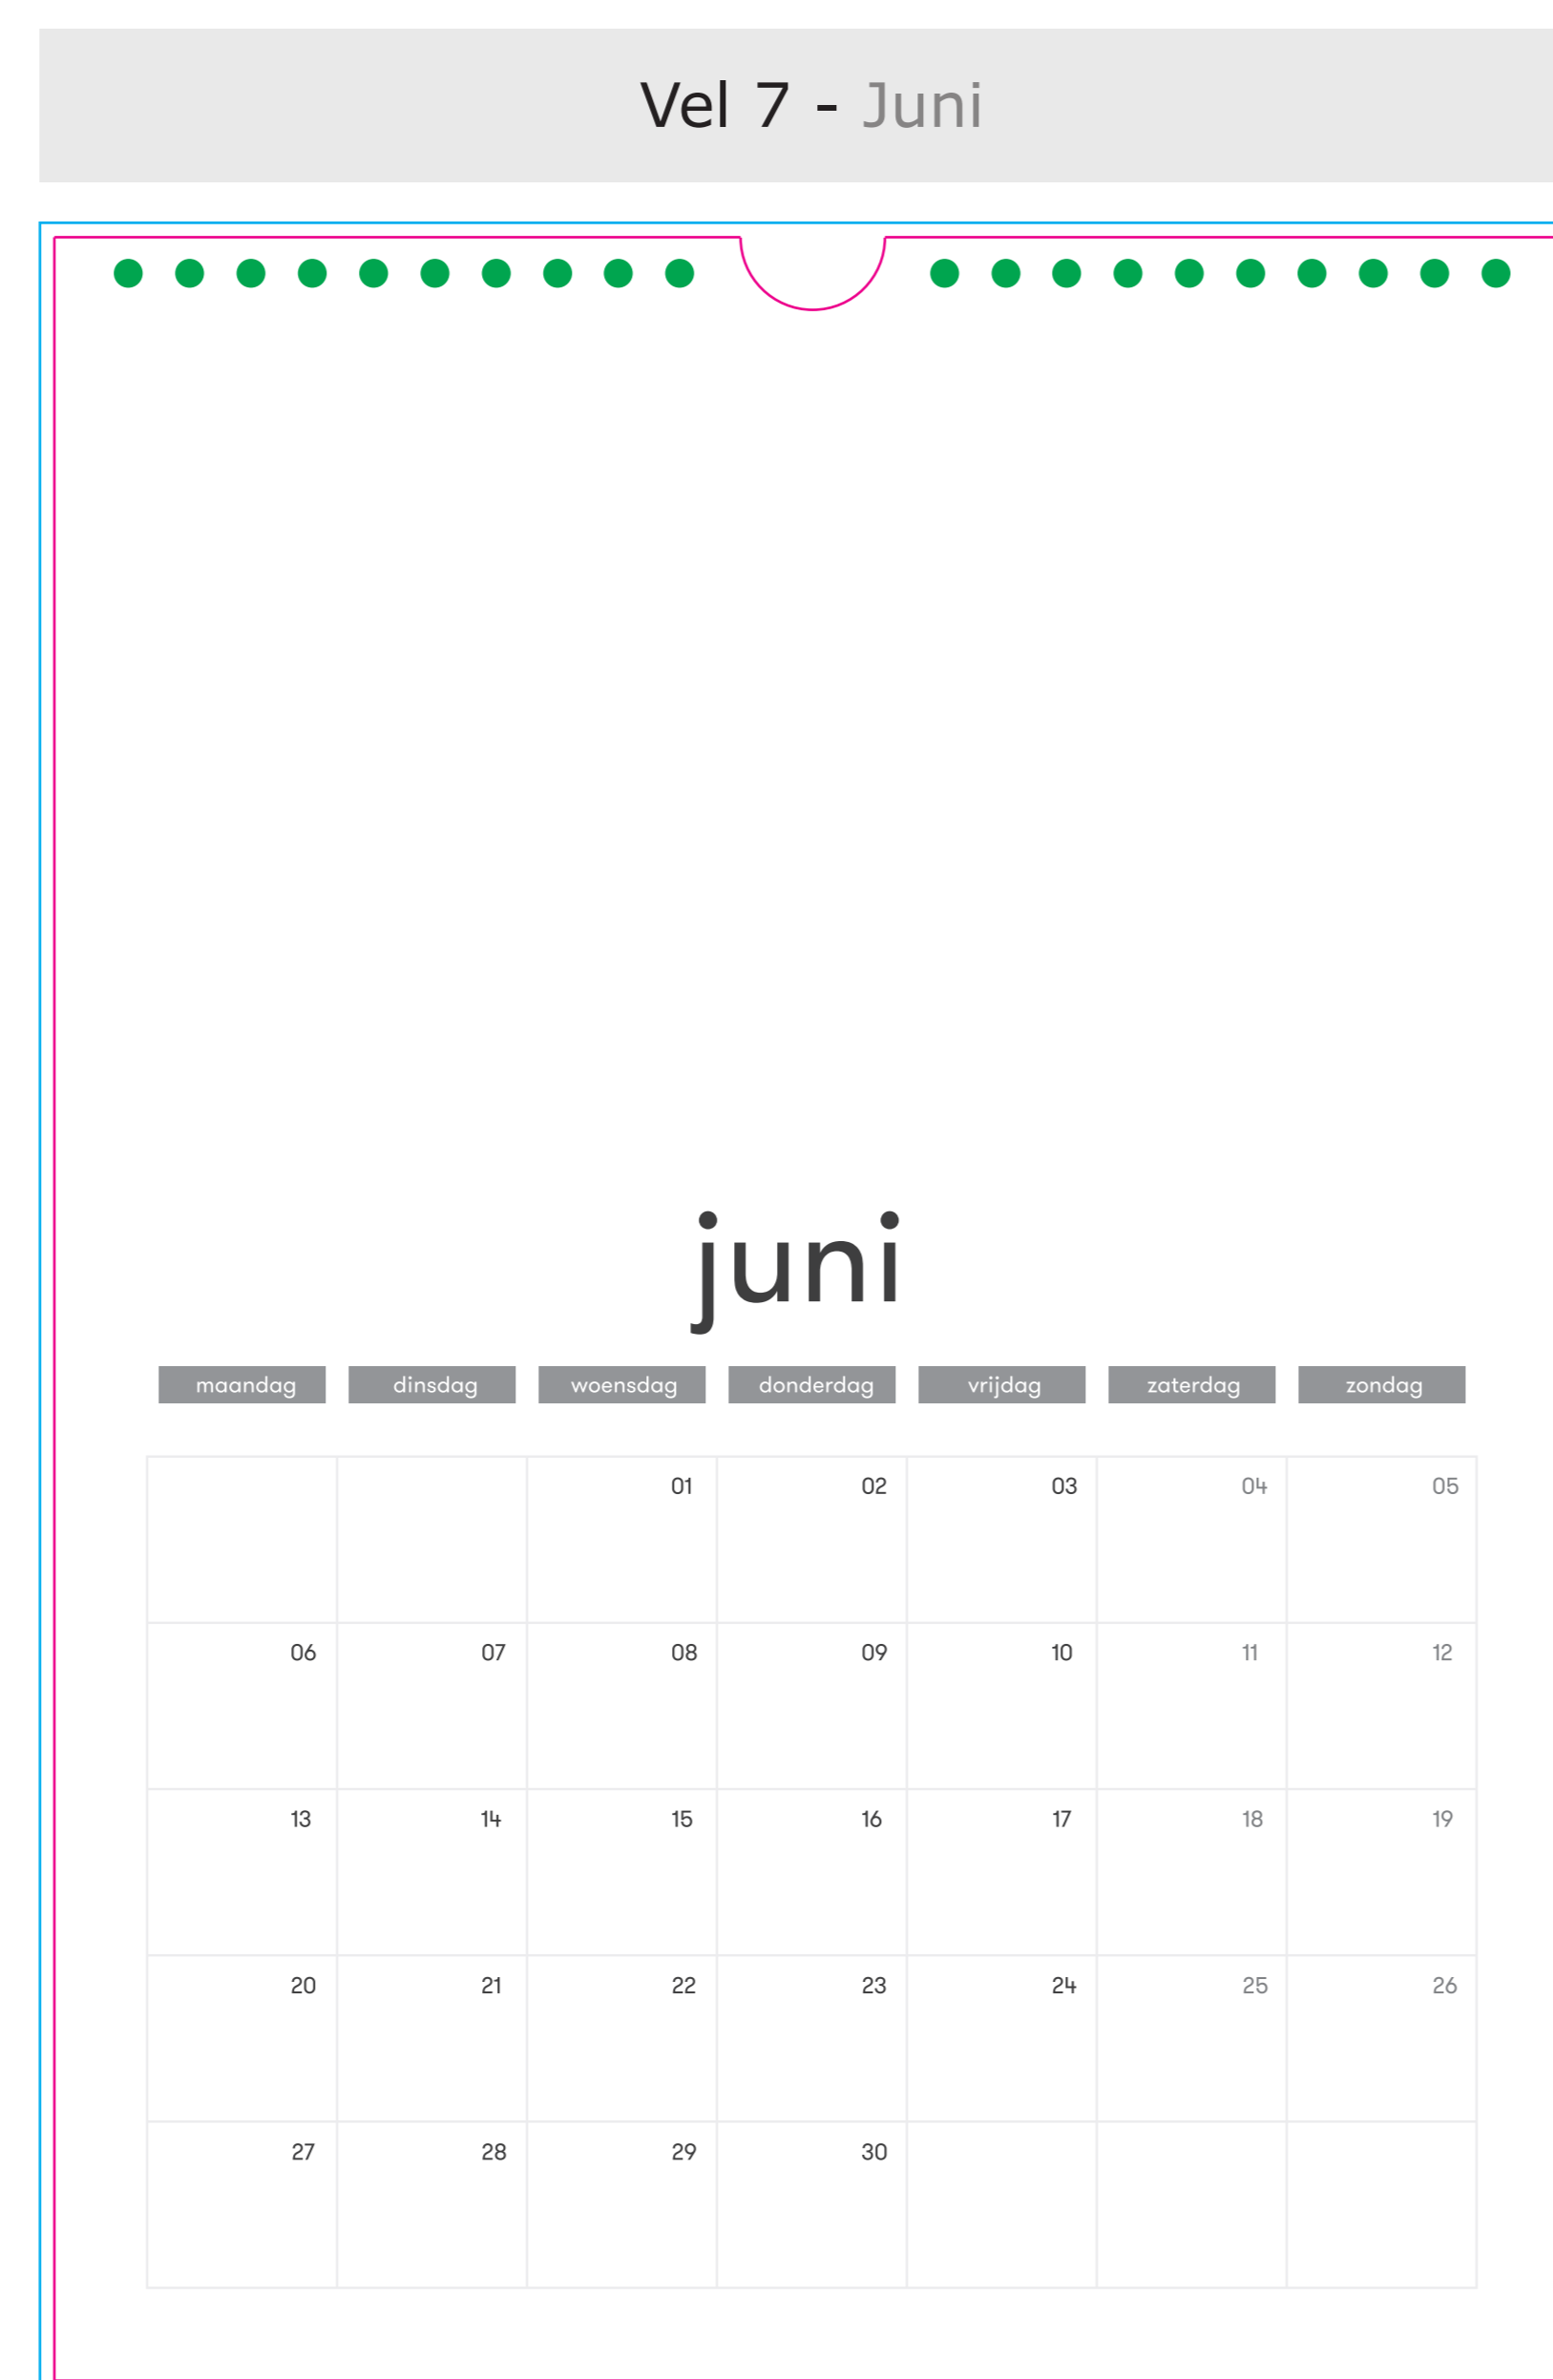 Vel 7 - Juni
juni
maandag dinsdag woensdag donderdag vrijdag zaterdag zondag
01 02 03 04 05
06 07 08 09 10 11 12
13 14 15 16 17 18 19
20 21 22 23 24 25 26
27 28 29 30